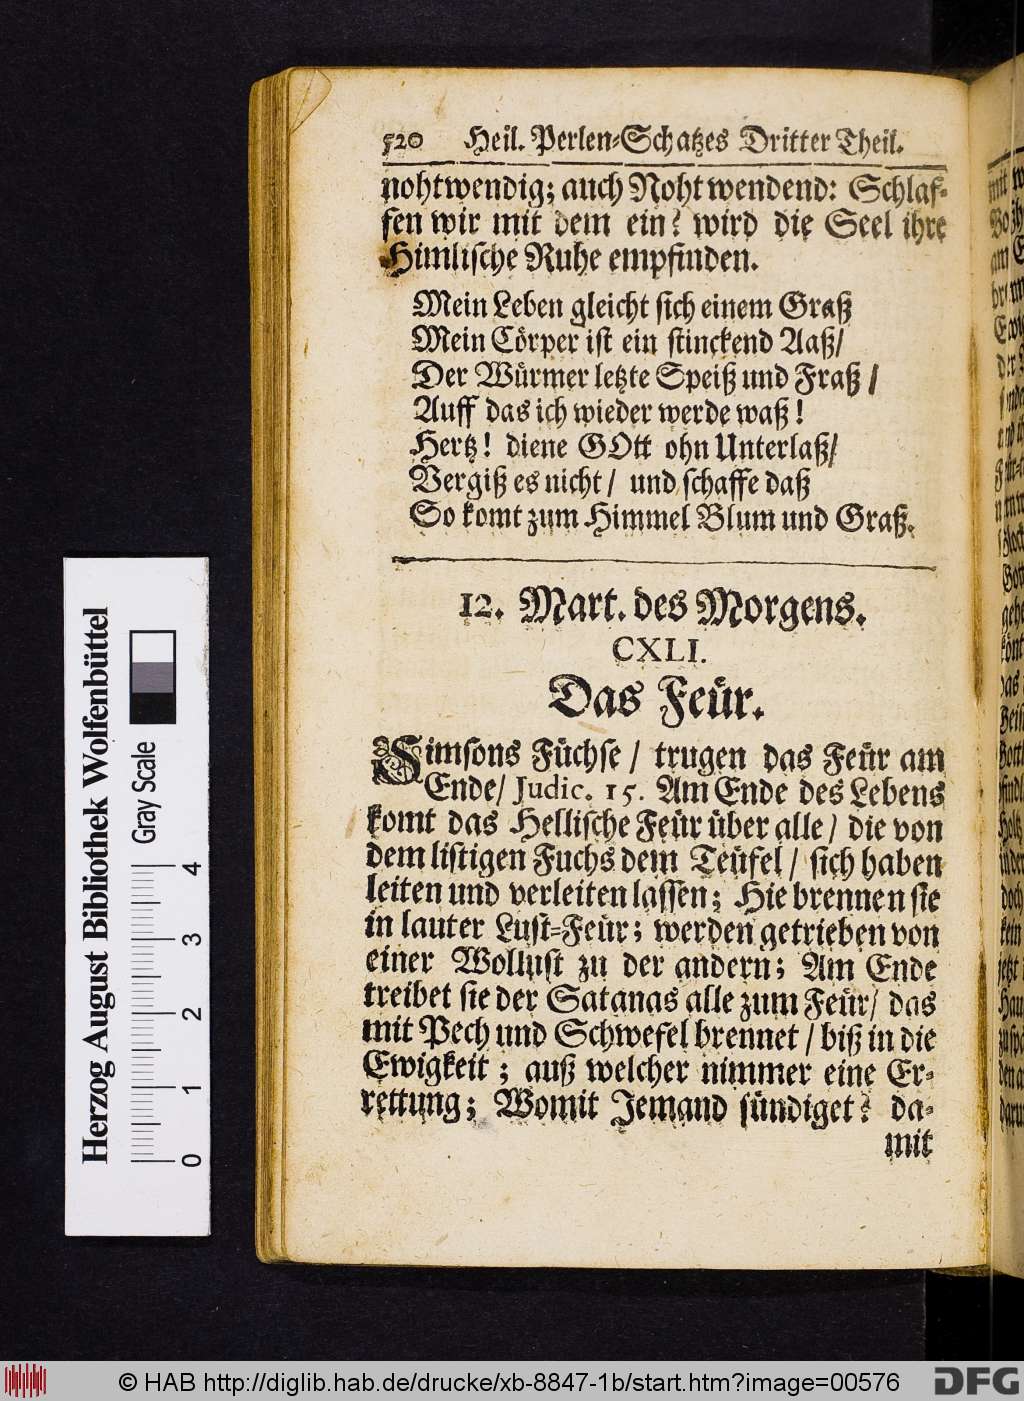 520 Heil. Perlen-Schatzes Dritter Theil.
nohtwendig; auch Noht wendend: Schlaf-
fen wir mit dem ein? wird die Seel ihre
Himlische Ruhe empfinden.
Mein Leben gleicht sich einem Graß
Mein Cörper ist ein stinckend Aaß/
Der Würmer letzte Speiß und Fraß /
Auff das ich wieder werde waß!
Hertz! diene GOtt ohn Unterlaß/
Vergiß es nicht / und schaffe daß
So komt zum Himmel Blum und Graß.
12. Mart. des Morgens.
CXLI.
Das Feür.
Simsons Füchse / trugen das Feür am
Ende/ Judic. 15. Am Ende des Lebens
komt das Hellische Feür über alle / die von
dem listigen Fuchs dem Teüfel / sich haben
leiten und verleiten lassen; Hie brennen sie
in lauter Lust-Feür; werden getrieben von
einer Wollust zu der andern; Am Ende
treibet sie der Satanas alle zum Feür/ das
mit Pech und Schwefel brennet / biß in die
Ewigkeit; auß welcher nimmer eine Er-
rettung; Womit Jemand sündiget? da-
mit
Herzog August Bibliothek Wolfenbüttel
Gray Scale
0 1 2 3 4
© HAB http://diglib.hab.de/drucke/xb-8847-1b/start.htm?image=00576
DFG